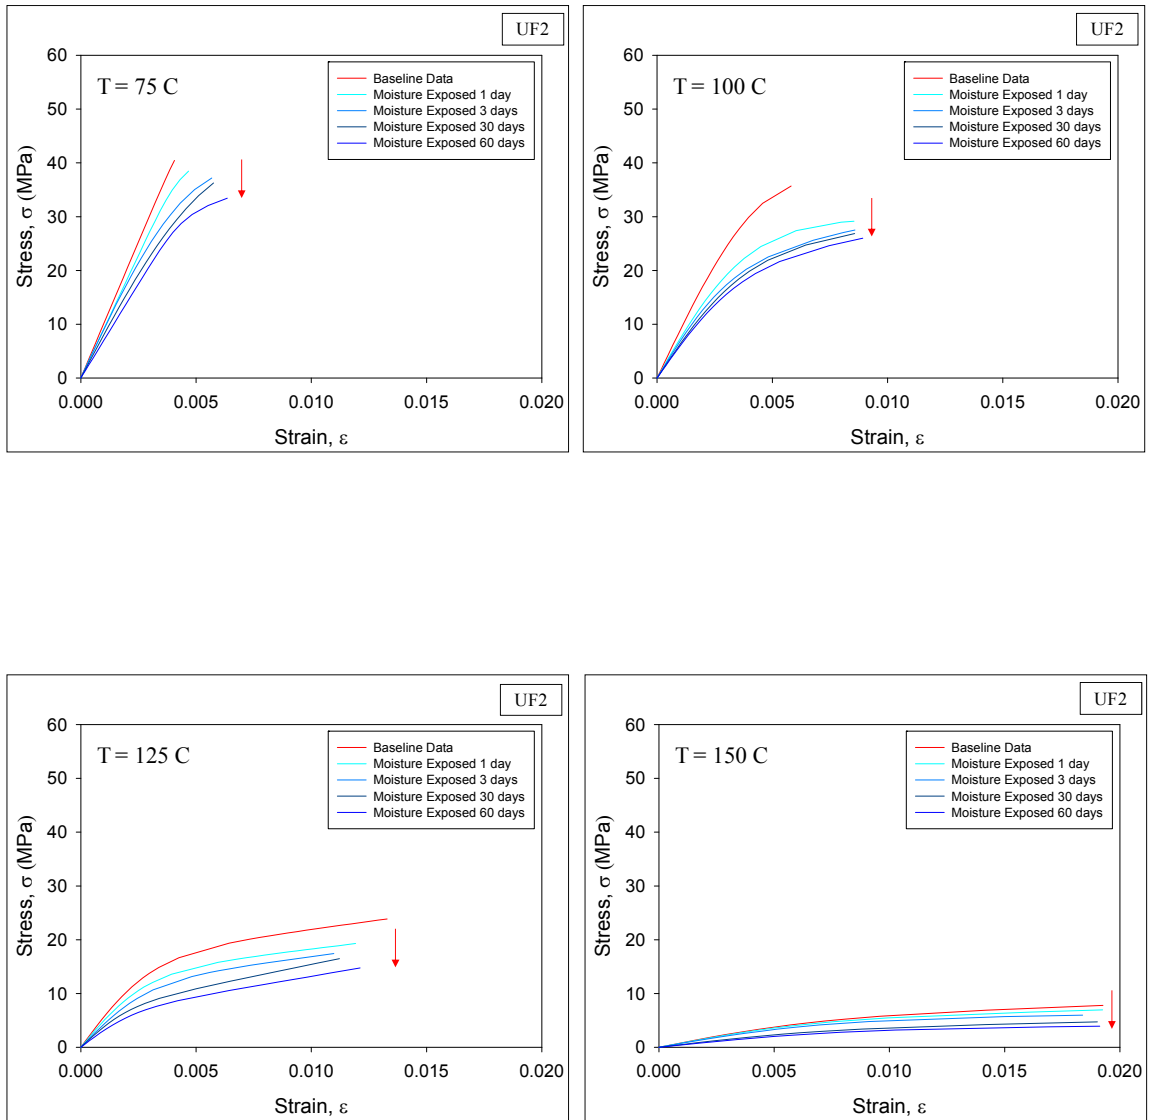 UF2
T = 75 C
Baseline Data
Moisture Exposed 1 day
Moisture Exposed 3 days
Moisture Exposed 30 days
Moisture Exposed 60 days
Stress, σ (MPa)
60
50
40
30
20
10
0
0.000 0.005 0.010 0.015 0.020
Strain, ε
UF2
T = 100 C
Baseline Data
Moisture Exposed 1 day
Moisture Exposed 3 days
Moisture Exposed 30 days
Moisture Exposed 60 days
Stress, σ (MPa)
60
50
40
30
20
10
0
0.000 0.005 0.010 0.015 0.020
Strain, ε
UF2
T = 125 C
Baseline Data
Moisture Exposed 1 day
Moisture Exposed 3 days
Moisture Exposed 30 days
Moisture Exposed 60 days
Stress, σ (MPa)
60
50
40
30
20
10
0
0.000 0.005 0.010 0.015 0.020
Strain, ε
UF2
T = 150 C
Baseline Data
Moisture Exposed 1 day
Moisture Exposed 3 days
Moisture Exposed 30 days
Moisture Exposed 60 days
Stress, σ (MPa)
60
50
40
30
20
10
0
0.000 0.005 0.010 0.015 0.020
Strain, ε